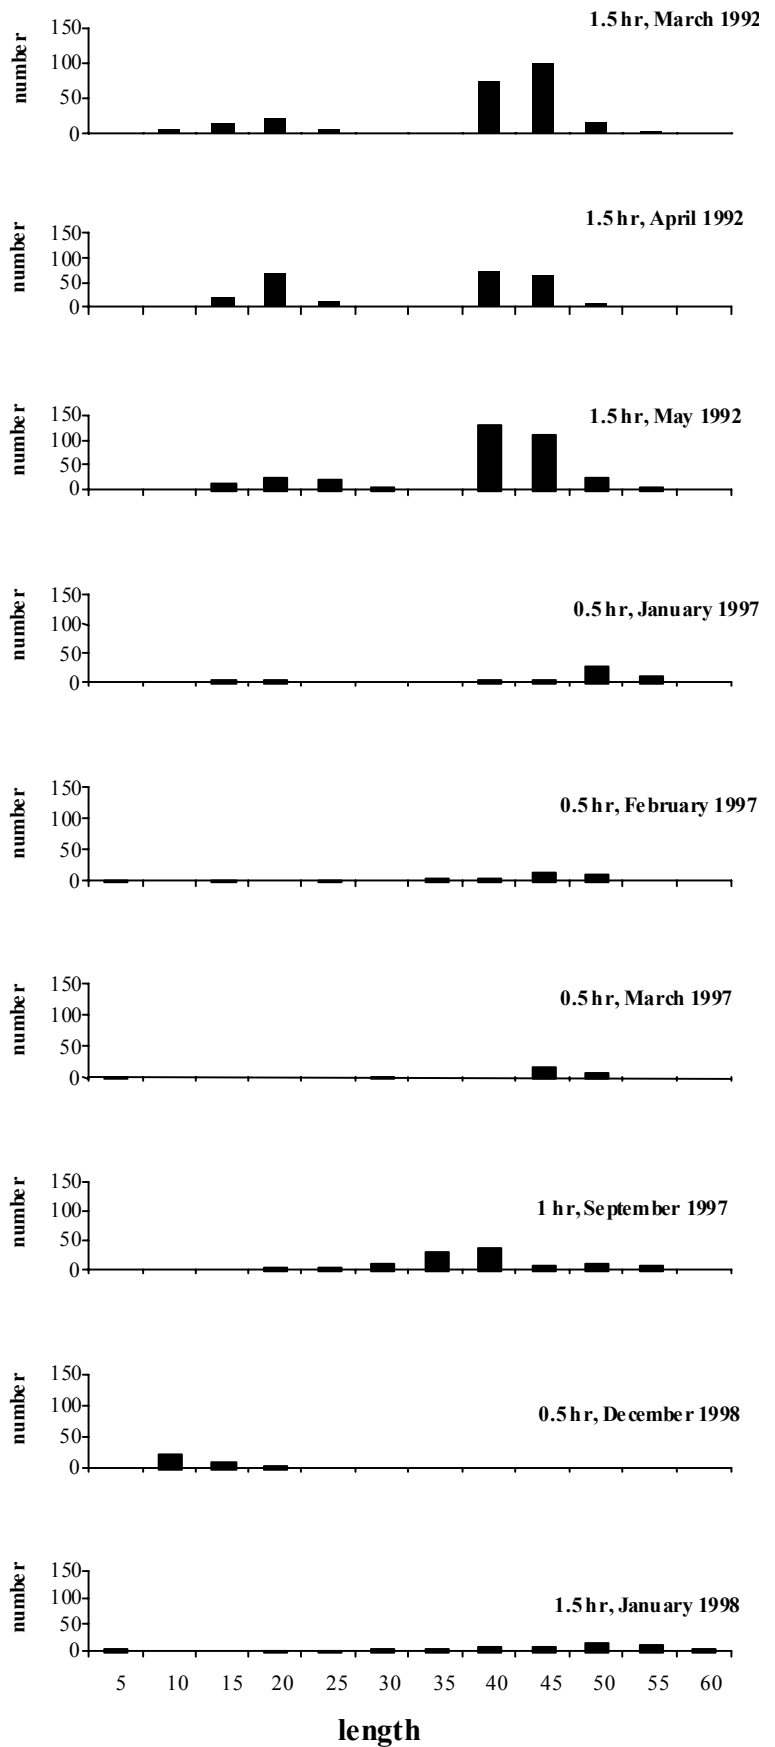 1.5 hr, March 1992
number
150
100
50
0
1.5 hr, April 1992
number
150
100
50
0
1.5 hr, May 1992
number
150
100
50
0
0.5 hr, January 1997
number
150
100
50
0
0.5 hr, February 1997
number
150
100
50
0
0.5 hr, March 1997
number
150
100
50
0
1 hr, September 1997
number
150
100
50
0
0.5 hr, December 1998
number
150
100
50
0
1.5 hr, January 1998
number
150
100
50
0
5 10 15 20 25 30 35 40 45 50 55 60
length